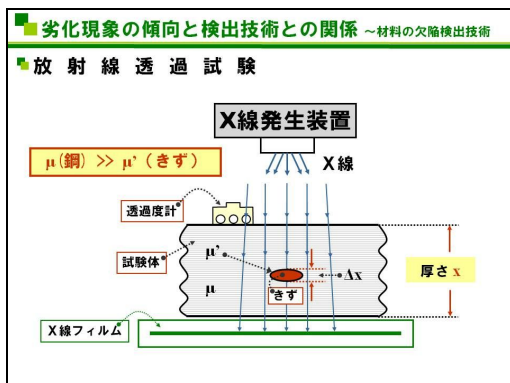 劣化現象の傾向と検出技術との関係 ～材料の欠陥検出技術
放射線透過試験
X線発生装置
μ(鋼) >> μ'(きず)
X線
透過度計
試験体
μ'
μ
きず
Δx
厚さ x
X線フィルム